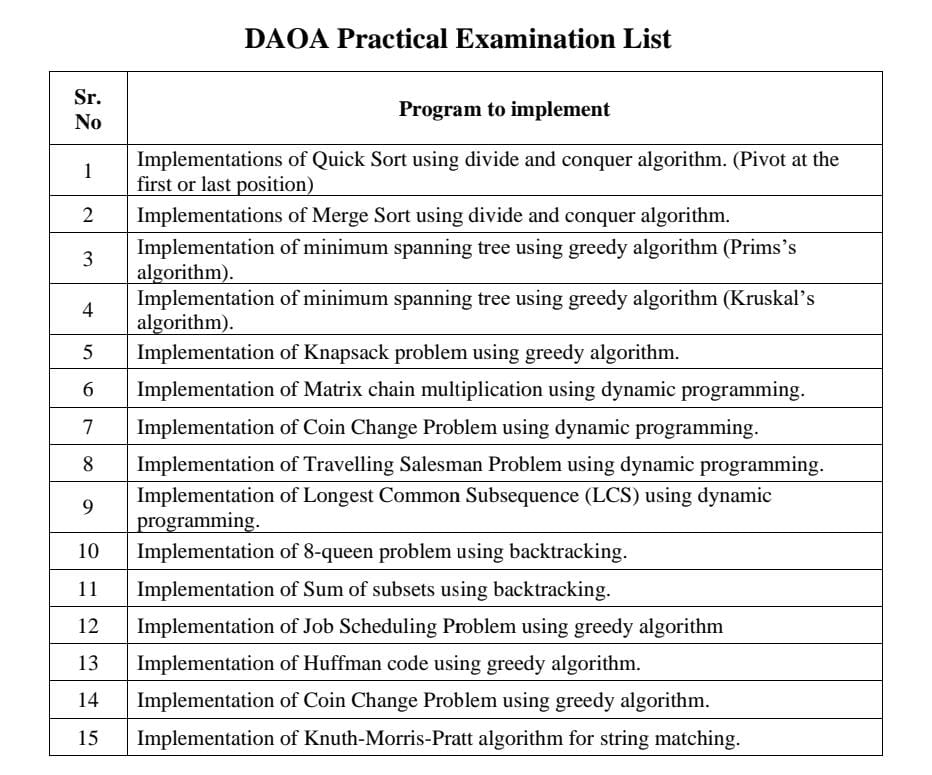 DAOA Practical Examination List
Sr.
No
Program to implement
1
Implementations of Quick Sort using divide and conquer algorithm. (Pivot at the
first or last position)
2
Implementations of Merge Sort using divide and conquer algorithm.
3
Implementation of minimum spanning tree using greedy algorithm (Prims’s
algorithm).
4
Implementation of minimum spanning tree using greedy algorithm (Kruskal’s
algorithm).
5
Implementation of Knapsack problem using greedy algorithm.
6
Implementation of Matrix chain multiplication using dynamic programming.
7
Implementation of Coin Change Problem using dynamic programming.
8
Implementation of Travelling Salesman Problem using dynamic programming.
9
Implementation of Longest Common Subsequence (LCS) using dynamic
programming.
10
Implementation of 8-queen problem using backtracking.
11
Implementation of Sum of subsets using backtracking.
12
Implementation of Job Scheduling Problem using greedy algorithm
13
Implementation of Huffman code using greedy algorithm.
14
Implementation of Coin Change Problem using greedy algorithm.
15
Implementation of Knuth-Morris-Pratt algorithm for string matching.